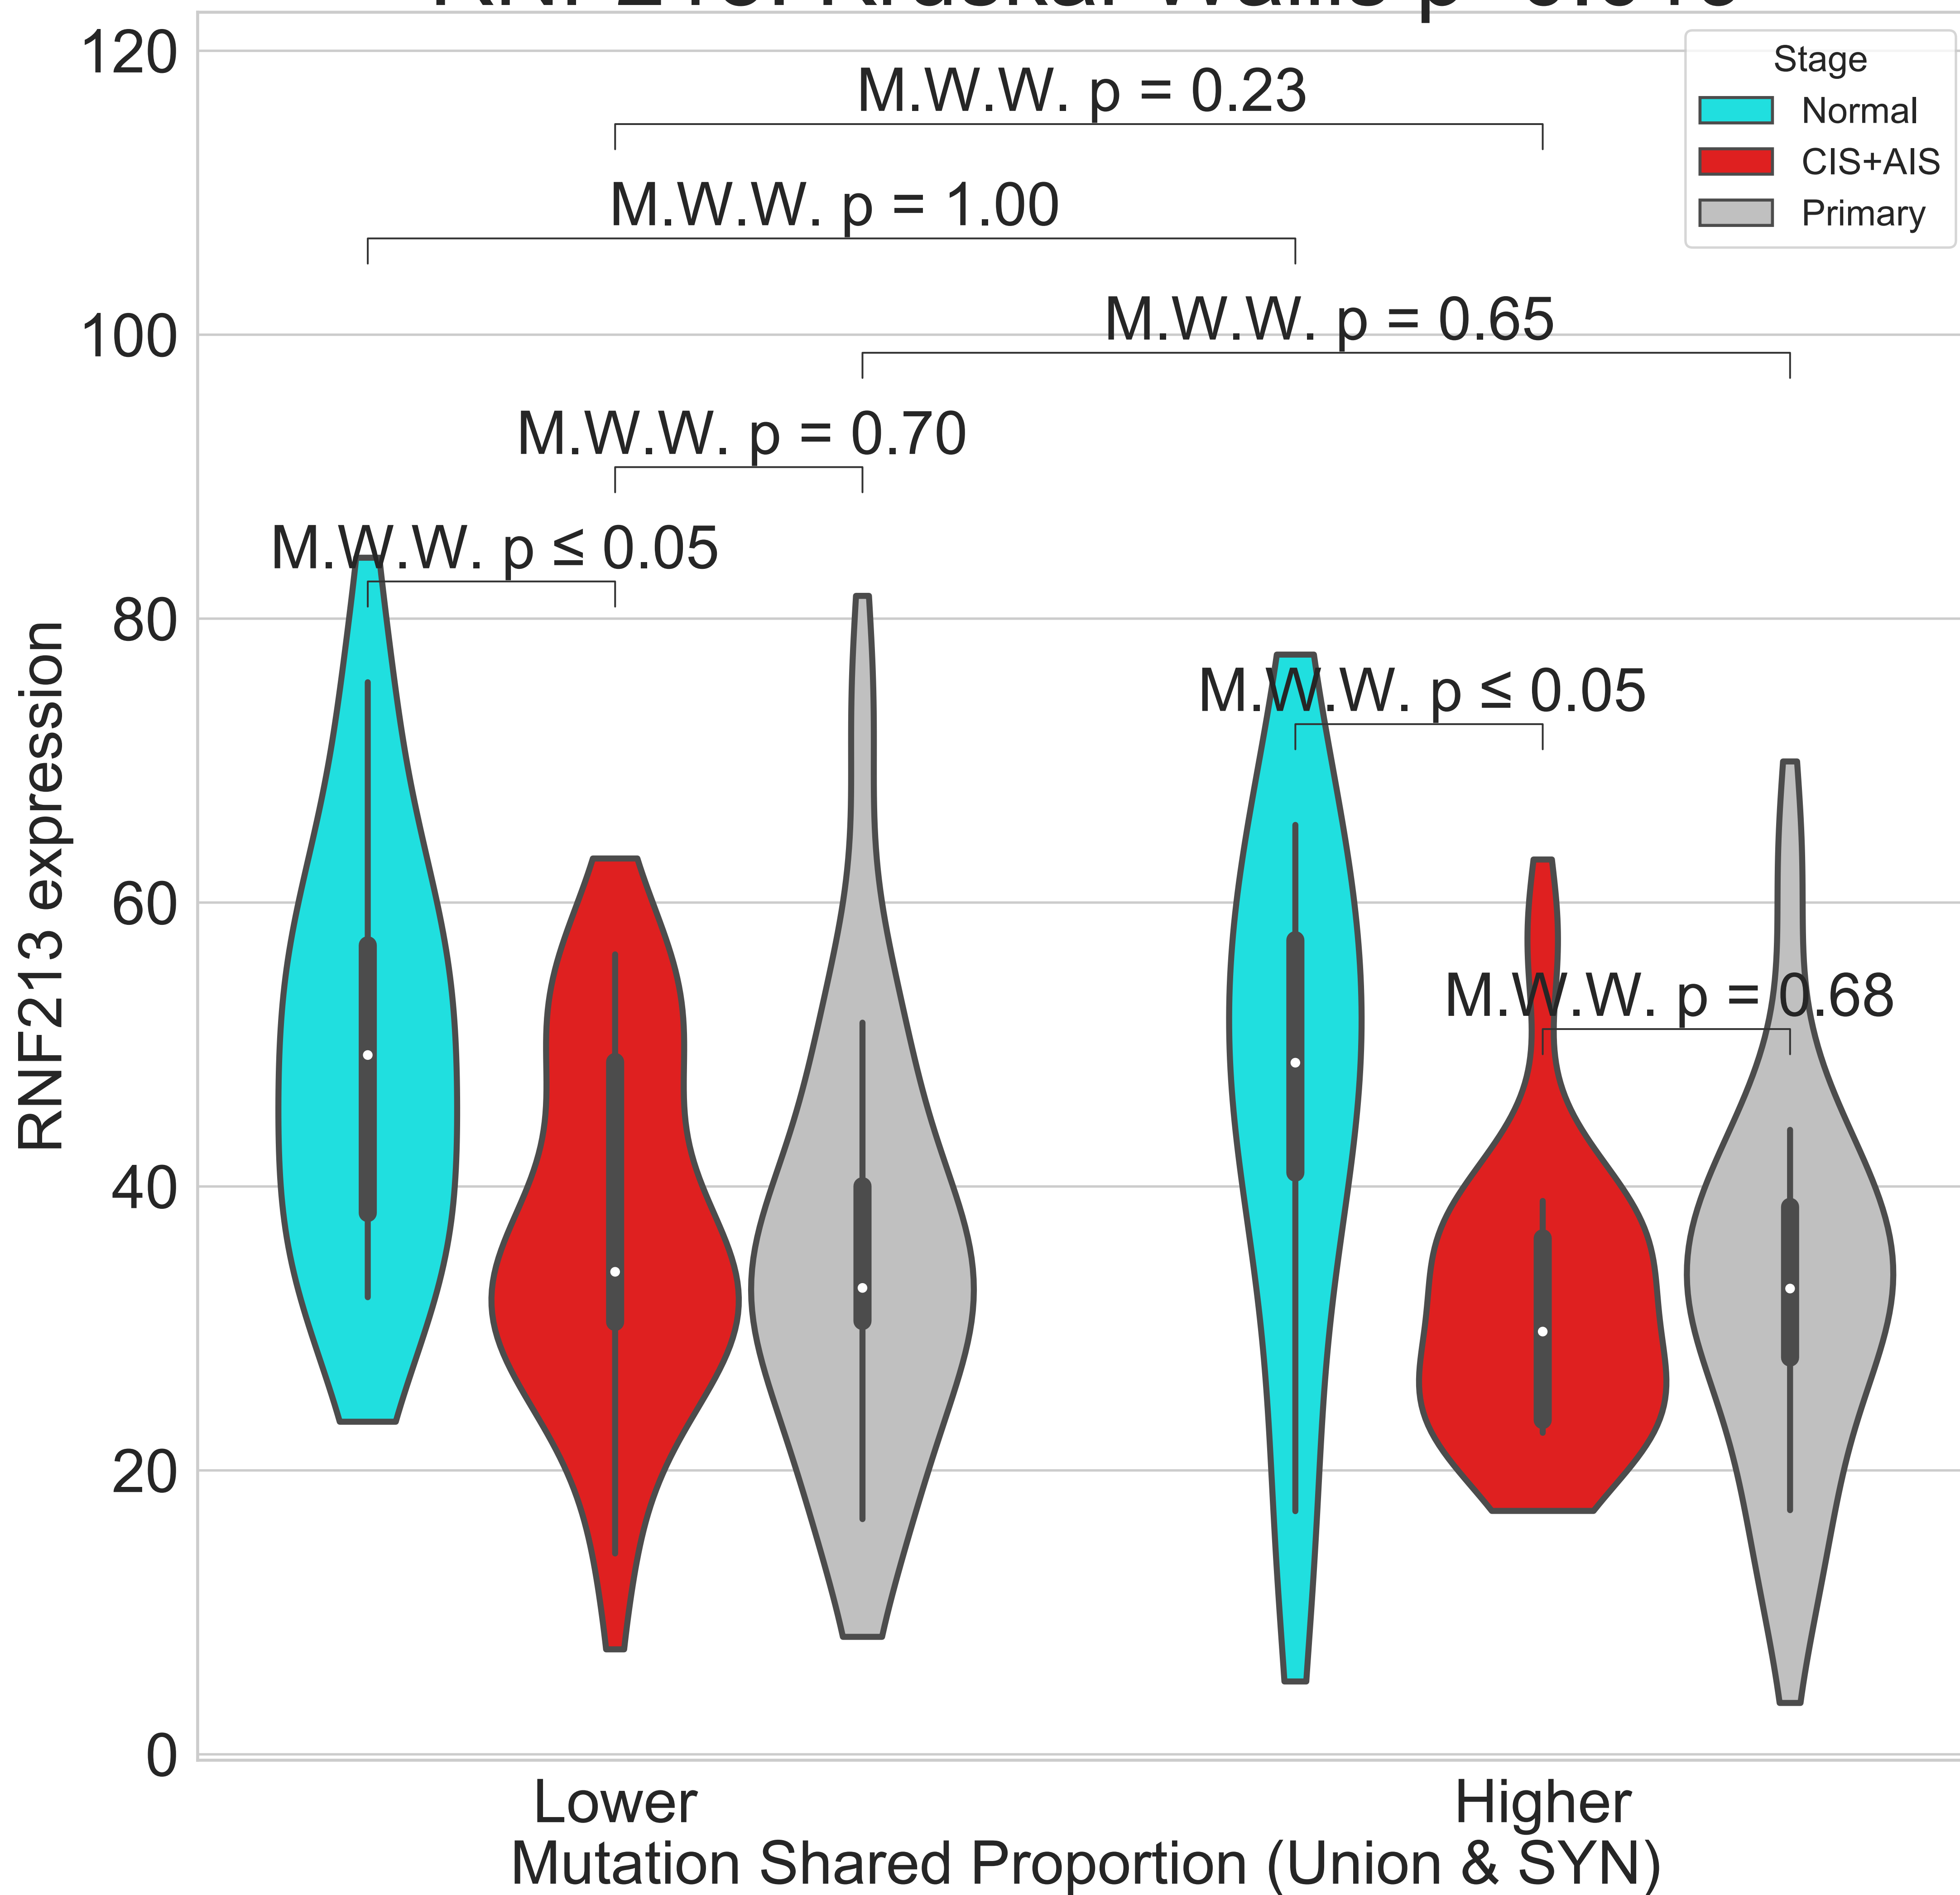 120
M.W.W. p = 0.23
Stage
Normal
CIS+AIS
Primary
M.W.W. p = 1.00
100
M.W.W. p = 0.65
M.W.W. p = 0.70
M.W.W. p ≤ 0.05
80
M.W.W. p ≤ 0.05
60
M.W.W. p = 0.68
RNF213 expression
40
20
0
Lower
Higher
Mutation Shared Proportion (Union & SYN)